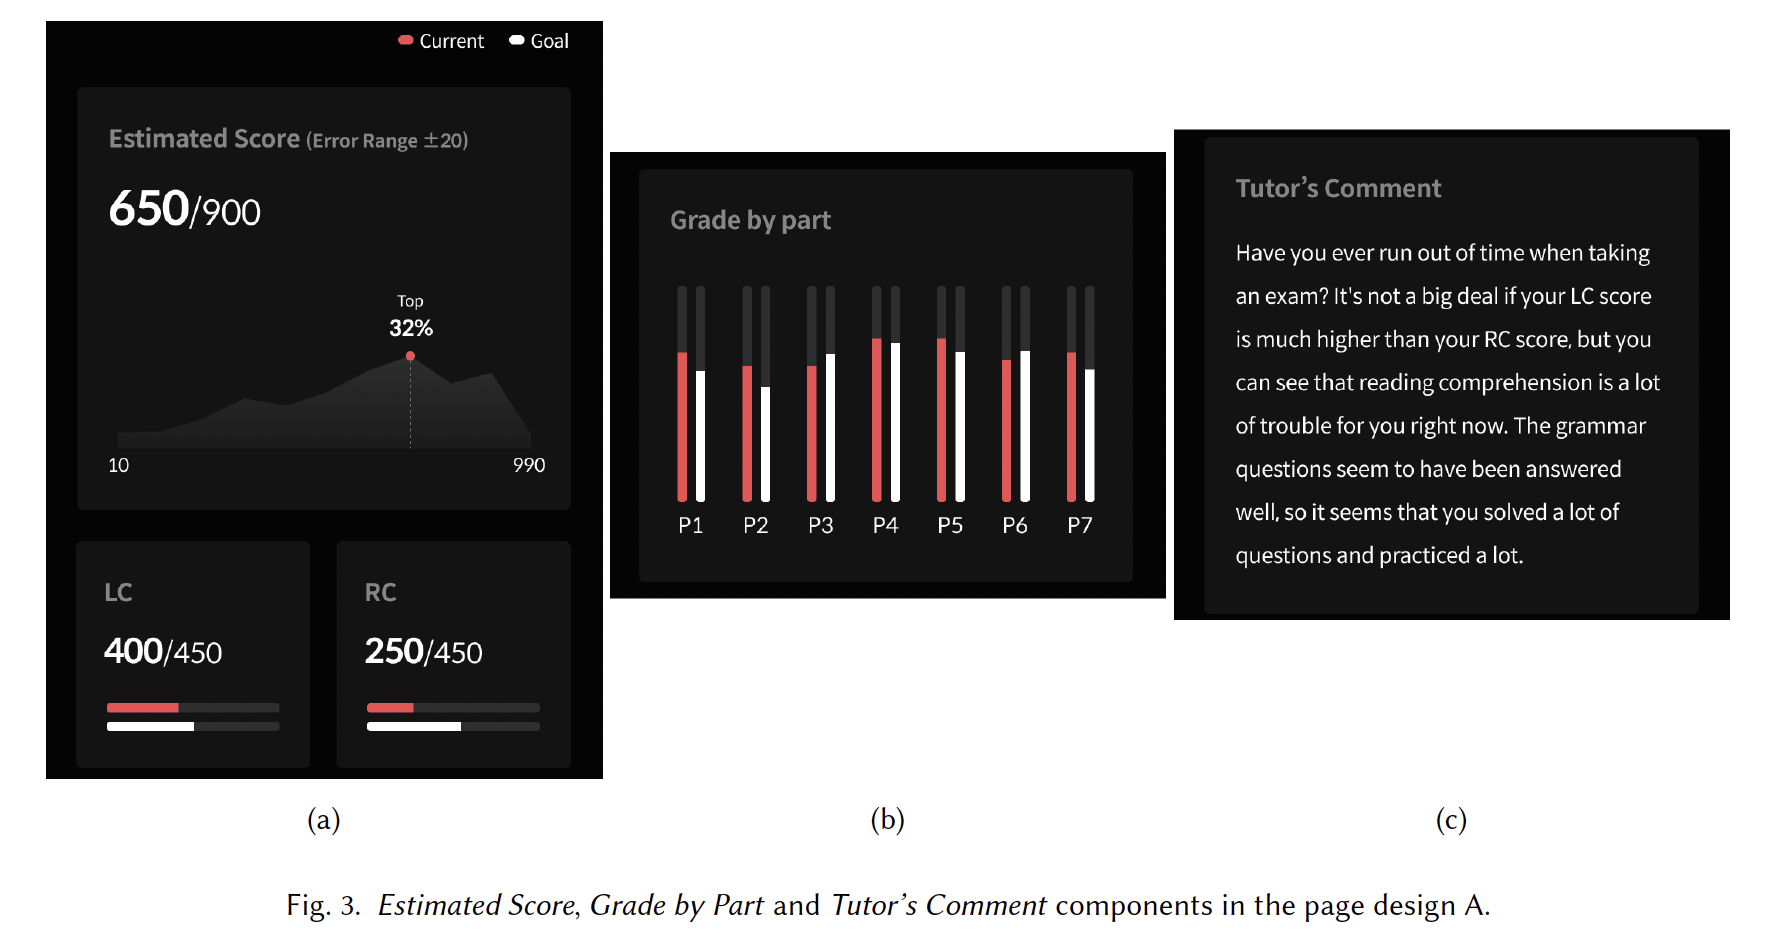 Current Goal
Estimated Score (Error Range ±20)
650/900
Top
32%
10 990
LC
400/450
RC
250/450
(a)
Grade by part
P1 P2 P3 P4 P5 P6 P7
(b)
Tutor's Comment
Have you ever run out of time when taking
an exam? It's not a big deal if your LC score
is much higher than your RC score, but you
can see that reading comprehension is a lot
of trouble for you right now. The grammar
questions seem to have been answered
well, so it seems that you solved a lot of
questions and practiced a lot.
(c)
Fig. 3. Estimated Score, Grade by Part and Tutor's Comment components in the page design A.